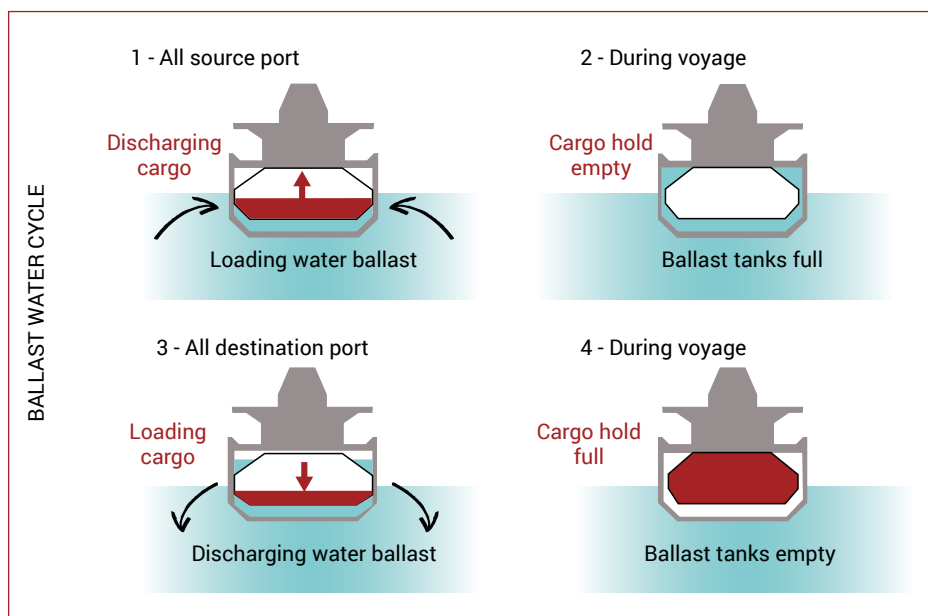 BALLAST WATER CYCLE
1 - All source port
Discharging
cargo
Loading water ballast
2 - During voyage
Cargo hold
empty
Ballast tanks full
3 - All destination port
Loading
cargo
Discharging water ballast
4 - During voyage
Cargo hold
full
Ballast tanks empty